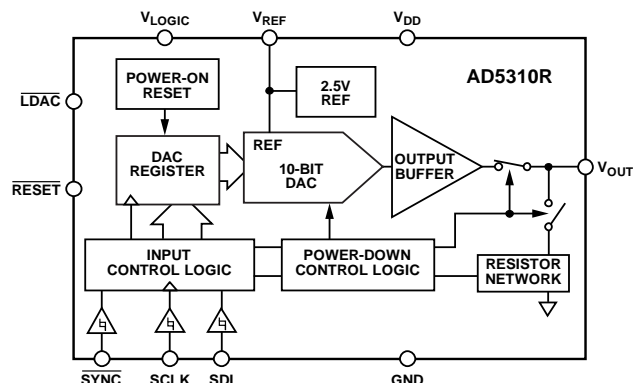 VLOGIC
VREF
VDD
AD5310R
POWER-ON
RESET
2.5V
REF
LDAC
DAC
REGISTER
REF
10-BIT
DAC
OUTPUT
BUFFER
VOUT
RESET
INPUT
CONTROL LOGIC
POWER-DOWN
CONTROL LOGIC
RESISTOR
NETWORK
SYNC
SCLK
SDI
GND